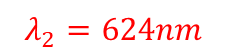 λ₂ = 624nm